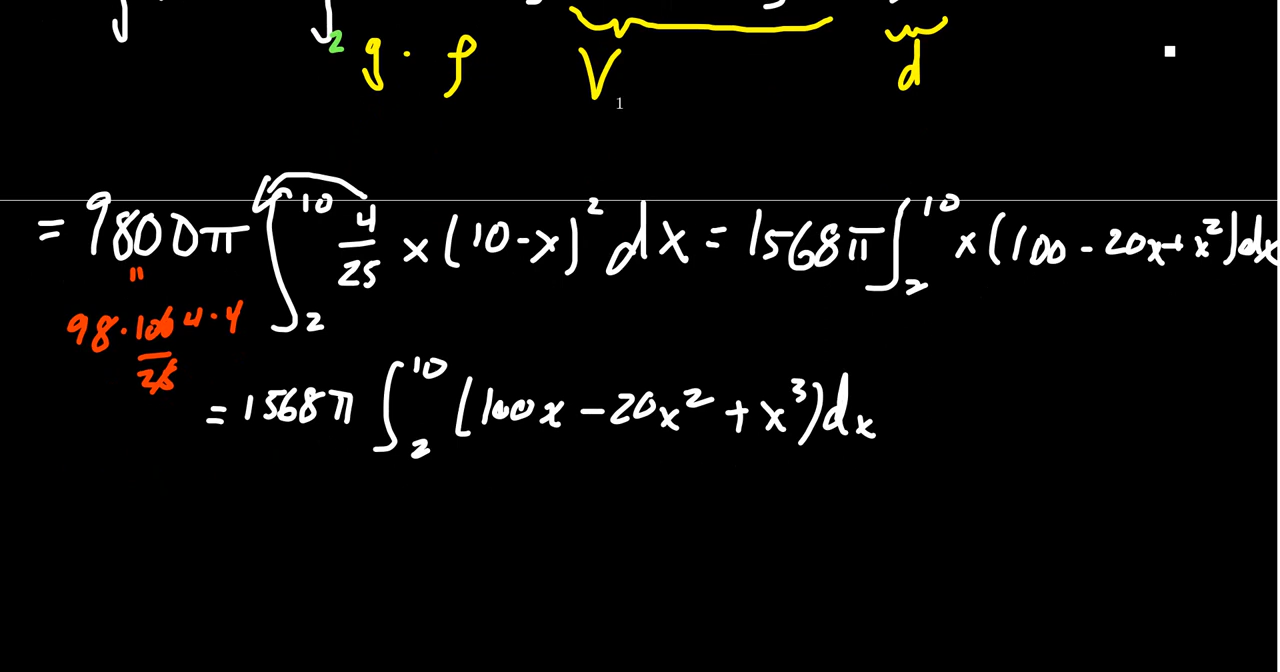 2 g · ρ V d
1
= 9800π ∫₂¹⁰ 4/25 x (10-x)² dx = 1568π ∫₂¹⁰ x (100 - 20x + x²) dx
"
98 · 100 4 · 4
25
= 1568π ∫₂¹⁰ (100x - 20x² + x³) dx